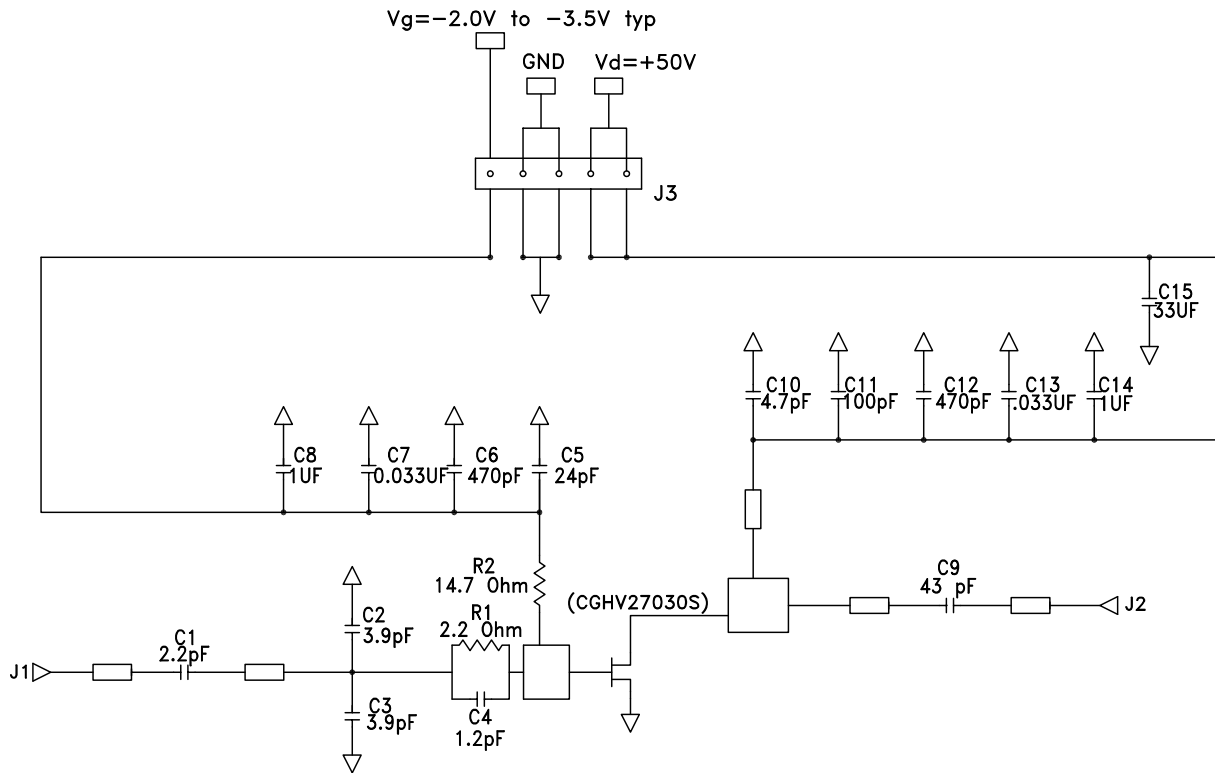 Vg=-2.0V to -3.5V typ
GND
Vd=+50V
J3
C15
33UF
C10
4.7pF
C11
100pF
C12
470pF
C13
.033UF
C14
1UF
C8
1UF
C7
0.033UF
C6
470pF
C5
24pF
R2
14.7 Ohm
(CGHV27030S)
C9
43 pF
J2
R1
2.2 Ohm
C2
3.9pF
C1
2.2pF
J1
C3
3.9pF
C4
1.2pF